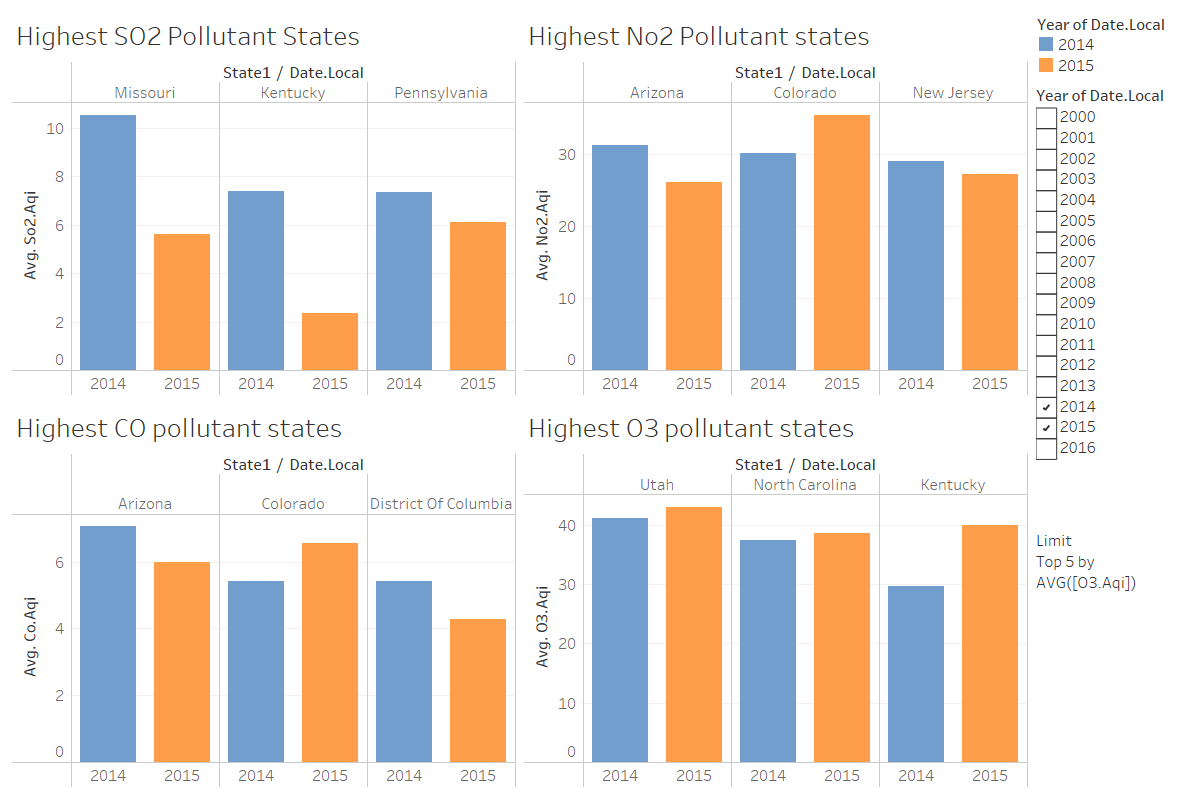 Highest SO2 Pollutant States
State1 / Date.Local
Missouri Kentucky Pennsylvania
Avg. So2.Aqi
10
8
6
4
2
0
2014 2015 2014 2015 2014 2015
Highest No2 Pollutant states
State1 / Date.Local
Arizona Colorado New Jersey
Avg. No2.Aqi
30
20
10
0
2014 2015 2014 2015 2014 2015
Highest CO pollutant states
State1 / Date.Local
Arizona Colorado District Of Columbia
Avg. Co.Aqi
6
4
2
0
2014 2015 2014 2015 2014 2015
Highest O3 pollutant states
State1 / Date.Local
Utah North Carolina Kentucky
Avg. O3.Aqi
40
30
20
10
0
2014 2015 2014 2015 2014 2015
Year of Date.Local
2014
2015
Year of Date.Local
2000
2001
2002
2003
2004
2005
2006
2007
2008
2009
2010
2011
2012
2013
2014
2015
2016
Limit
Top 5 by
AVG([O3.Aqi])